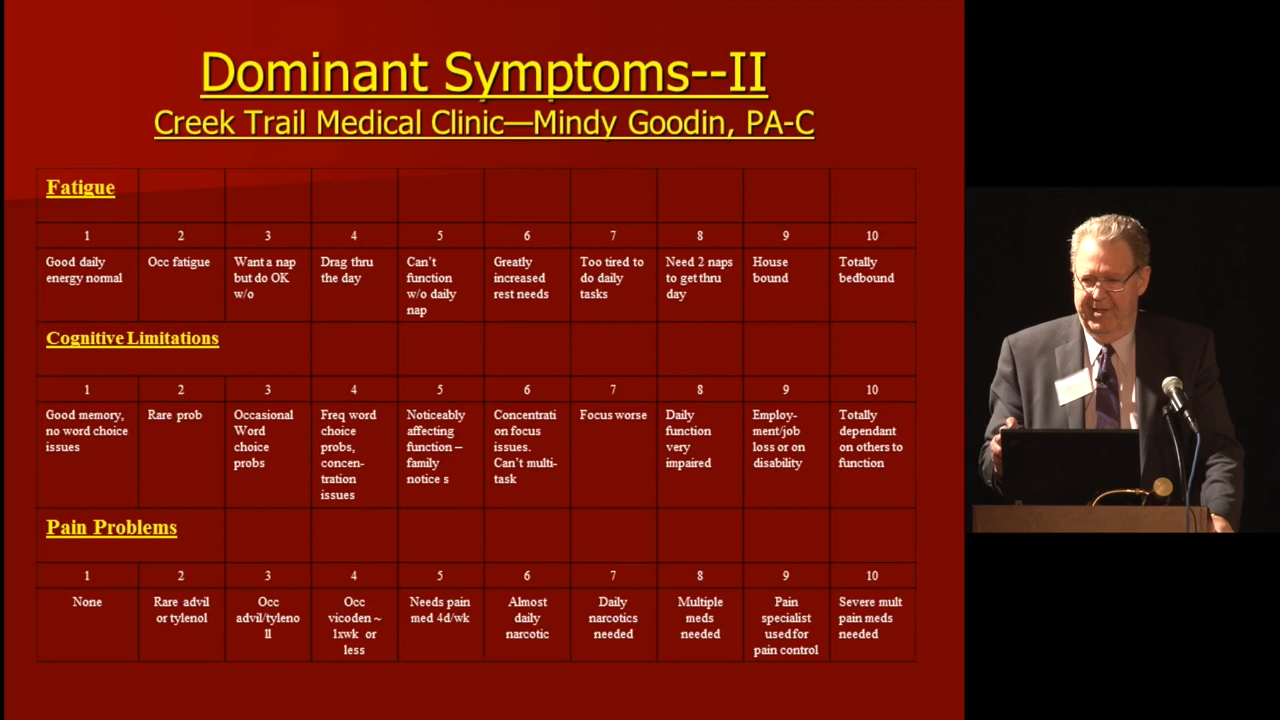 Dominant Symptoms--II
Creek Trail Medical Clinic—Mindy Goodin, PA-C
Fatigue
1 2 3 4 5 6 7 8 9 10
Good daily
energy normal
Occ fatigue
Want a nap
but do OK
w/o
Drag thru
the day
Can't
function
w/o daily
nap
Greatly
increased
rest needs
Too tired to
do daily
tasks
Need 2 naps
to get thru
day
House
bound
Totally
bedbound
Cognitive Limitations
1 2 3 4 5 6 7 8 9 10
Good memory,
no word choice
issues
Rare prob
Occasional
Word
choice
probs
Freq word
choice
probs,
concen-
tration
issues
Noticeably
affecting
function –
family
notice s
Concentrati
on focus
issues.
Can't multi-
task
Focus worse
Daily
function
very
impaired
Employ-
ment/job
loss or on
disability
Totally
dependant
on others to
function
Pain Problems
1 2 3 4 5 6 7 8 9 10
None
Rare advil
or tylenol
Occ
advil/tyleno
ll
Occ
vicoden ~
1xwk or
less
Needs pain
med 4d/wk
Almost
daily
narcotic
Daily
narcotics
needed
Multiple
meds
needed
Pain
specialist
used for
pain control
Severe mult
pain meds
needed